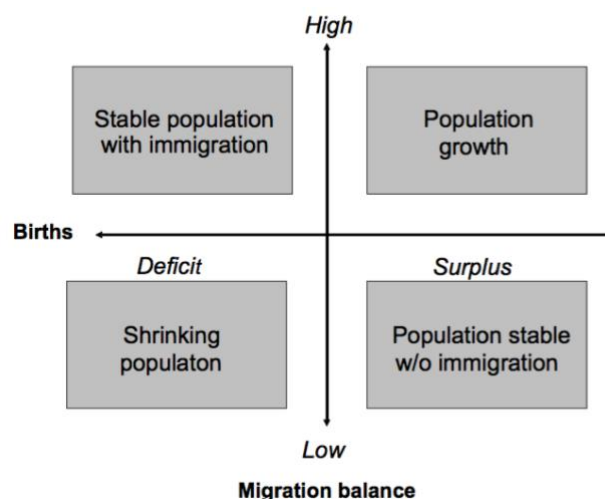 High
Stable population
with immigration
Population
growth
Births
Deficit
Surplus
Shrinking
populaton
Population stable
w/o immigration
Low
Migration balance